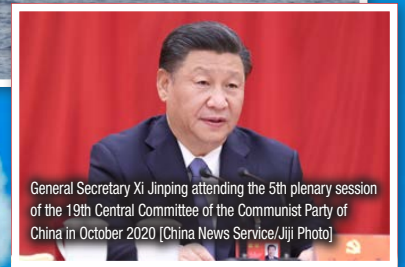 General Secretary Xi Jinping attending the 5th plenary session
of the 19th Central Committee of the Communist Party of
China in October 2020 [China News Service/Jiji Photo]